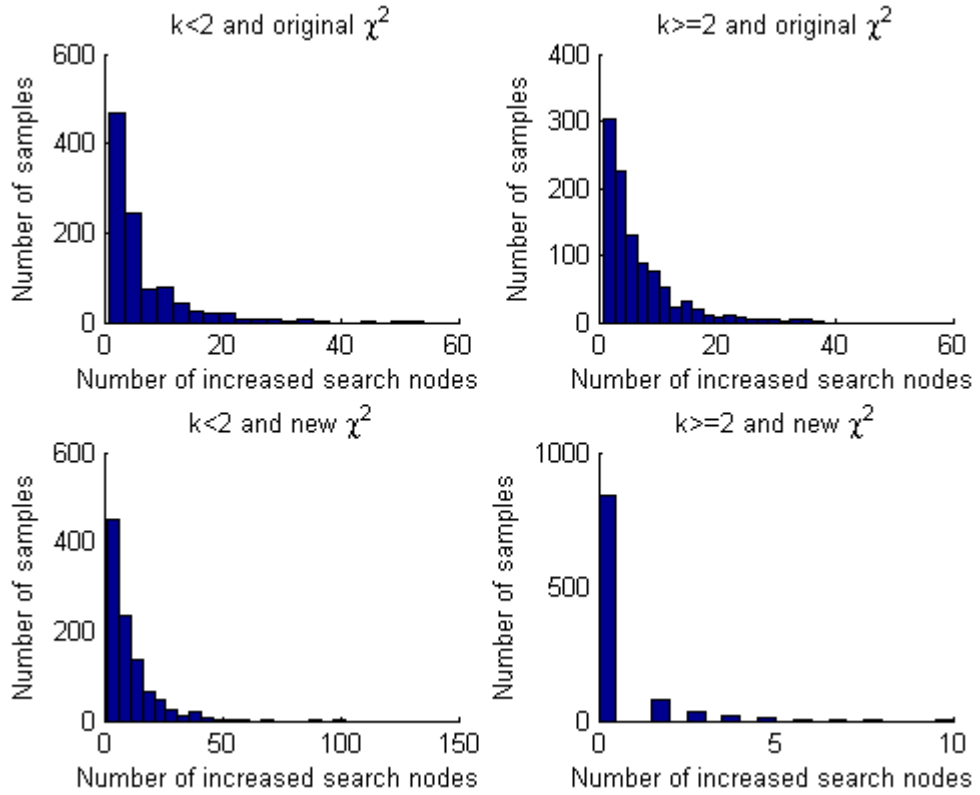 k<2 and original χ²
600
400
200
0
Number of samples
0 20 40 60
Number of increased search nodes
k>=2 and original χ²
400
300
200
100
0
Number of samples
0 20 40 60
Number of increased search nodes
k<2 and new χ²
600
400
200
0
Number of samples
0 50 100 150
Number of increased search nodes
k>=2 and new χ²
1000
500
0
Number of samples
0 5 10
Number of increased search nodes